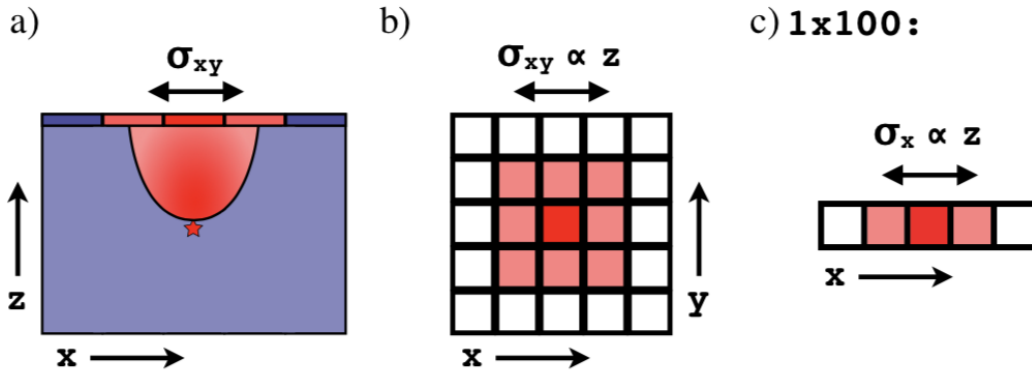 a)
σxy
z
x
b)
σxy ∝ z
x
y
c) 1x100:
σx ∝ z
x